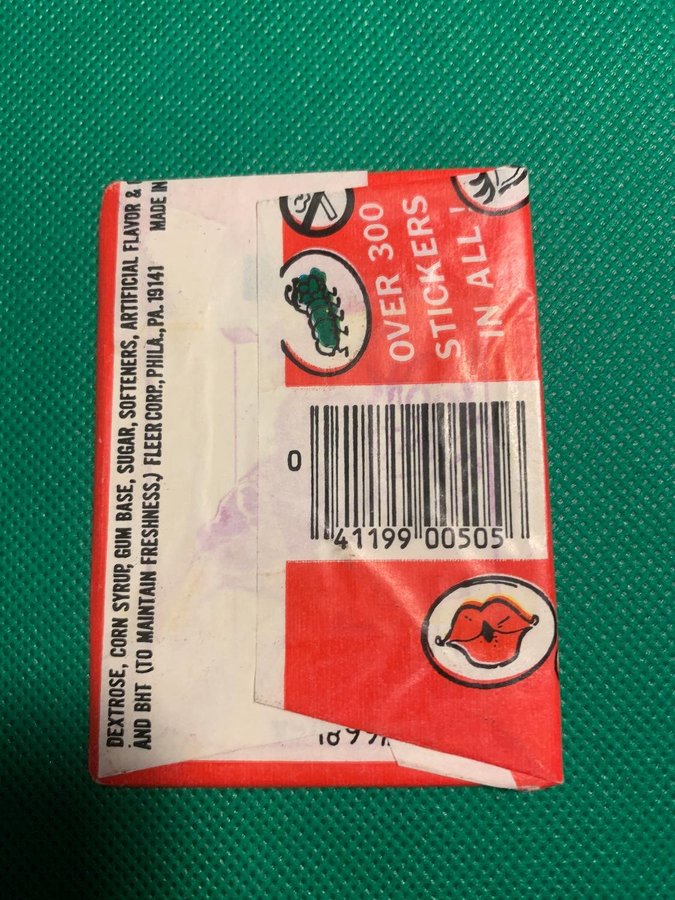 DEXTROSE, CORN SYRUP, GUM BASE, SUGAR, SOFTENERS, ARTIFICIAL FLAVOR &
AND BHT (TO MAINTAIN FRESHNESS.) FLEER CORP., PHILA., PA. 19141 MADE IN
OVER 300
STICKERS
IN ALL!
0
41199 00505